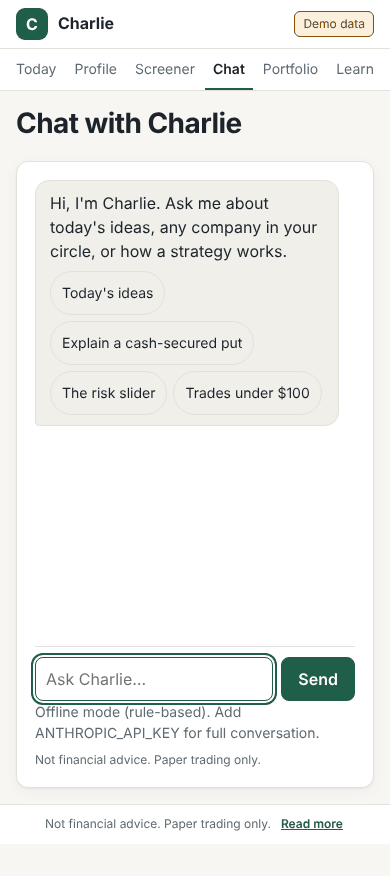 C Charlie Demo data
Today Profile Screener Chat Portfolio Learn
Chat with Charlie
Hi, I'm Charlie. Ask me about
today's ideas, any company in your
circle, or how a strategy works.
Today's ideas
Explain a cash-secured put
The risk slider Trades under $100
Ask Charlie... Send
Offline mode (rule-based). Add
ANTHROPIC_API_KEY for full conversation.
Not financial advice. Paper trading only.
Not financial advice. Paper trading only. Read more